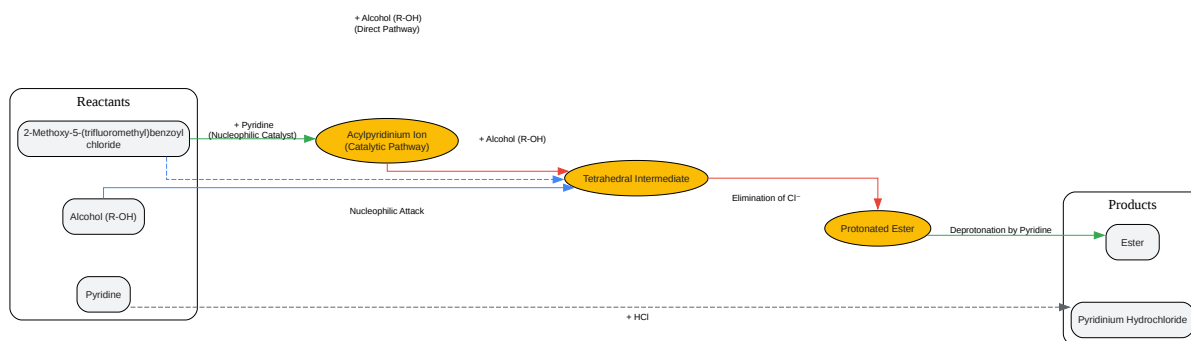 + Alcohol (R-OH)
(Direct Pathway)
Reactants
2-Methoxy-5-(trifluoromethyl)benzoyl
chloride
+ Pyridine
(Nucleophilic Catalyst)
Acylpyridinium Ion
(Catalytic Pathway)
+ Alcohol (R-OH)
Tetrahedral Intermediate
Alcohol (R-OH)
Nucleophilic Attack
Elimination of Cl⁻
Protonated Ester
Deprotonation by Pyridine
Products
Ester
Pyridine
+ HCl
Pyridinium Hydrochloride